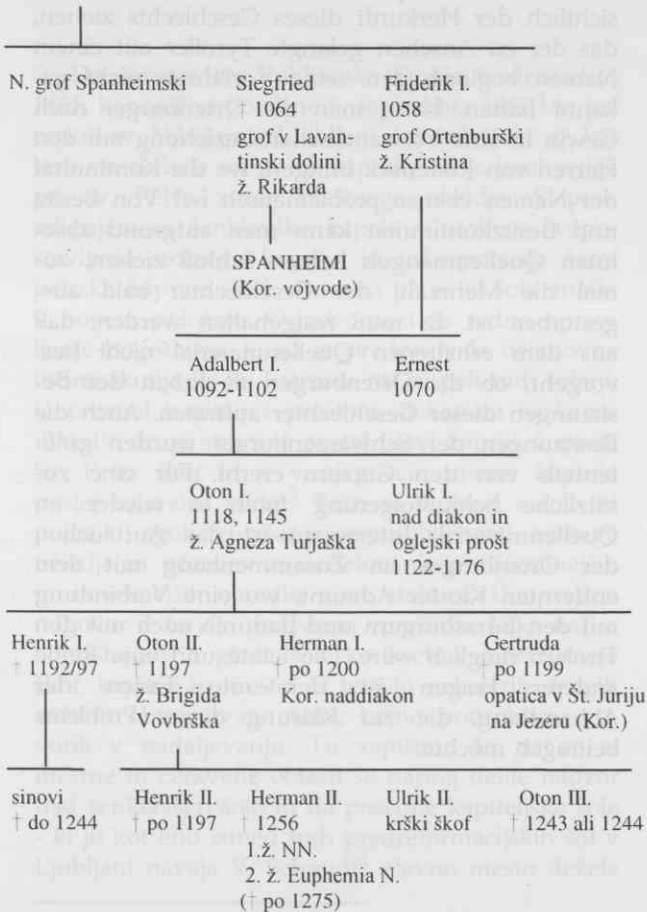 N. grof Spanheimski
Siegfried
† 1064
grof v Lavan-
tinski dolini
ž. Rikarda
Friderik I.
1058
grof Ortenburški
ž. Kristina
SPANHEIMI
(Kor. vojvode)
Adalbert I.
1092-1102
Ernest
1070
Oton I.
1118, 1145
ž. Agneza Turjaška
Ulrik I.
nad diakon in
oglejski prošt
1122-1176
Henrik I.
† 1192/97
Oton II.
† 1197
ž. Brigida
Vovbrška
Herman I.
† po 1200
Kor. naddiakon
Gertruda
† po 1199
Sprica v Št. Juriju
na Jezeru (Kor.)
sinovi
† do 1244
Henrik II.
† po 1197
Herman II.
† 1256
1.ž. NN.
2. ž. Euphemia N.
(† po 1275)
Ulrik II.
krški škof
Oton III.
† 1243 ali 1244